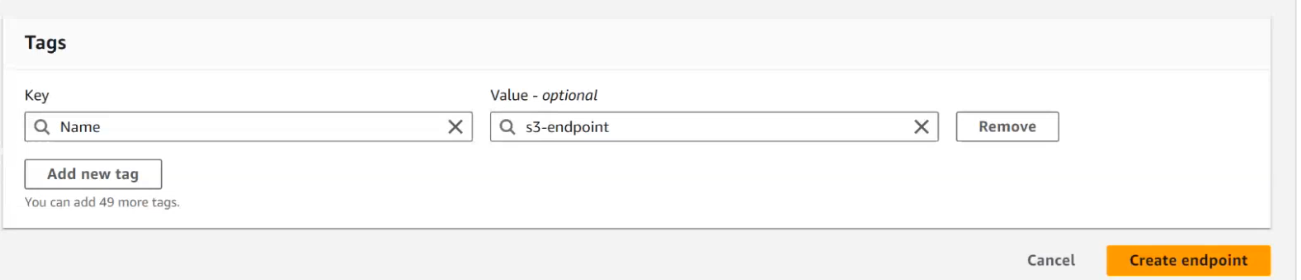 Tags
Key Value - optional
Name s3-endpoint Remove
Add new tag
You can add 49 more tags.
Cancel Create endpoint